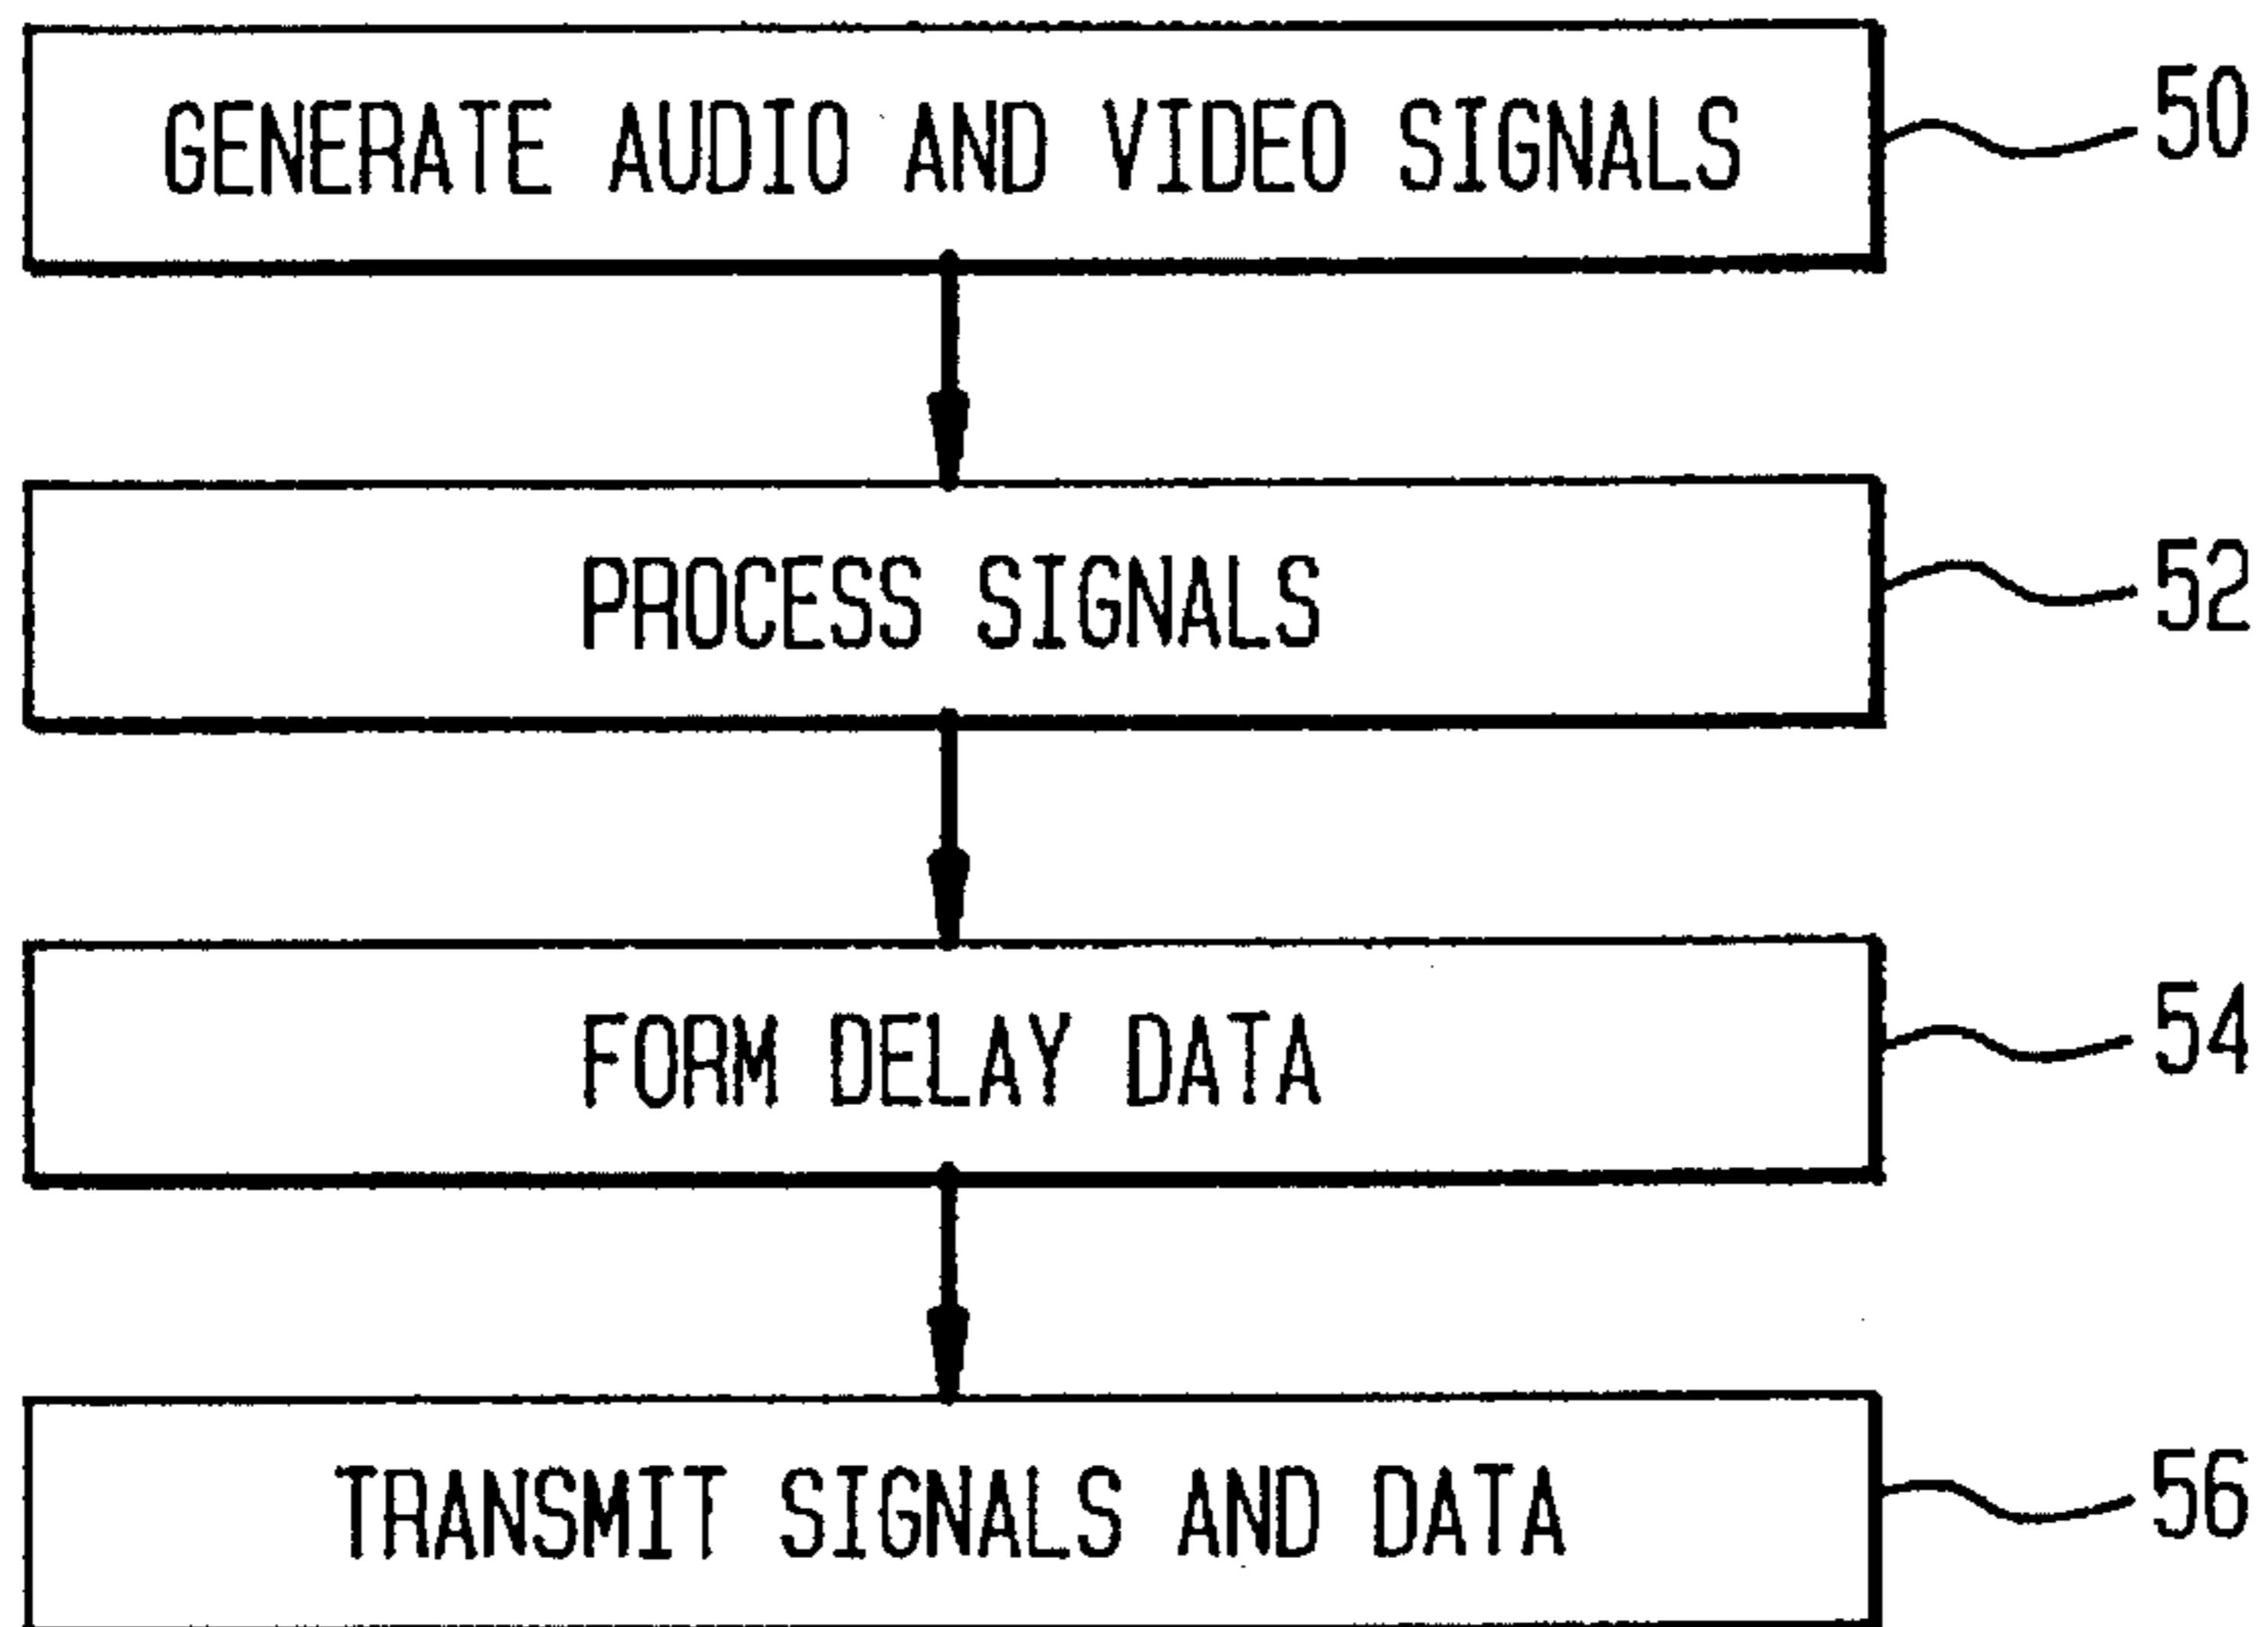 GENERATE AUDIO AND VIDEO SIGNALS
50
PROCESS SIGNALS
52
FORM DELAY DATA
54
TRANSMIT SIGNALS AND DATA
56